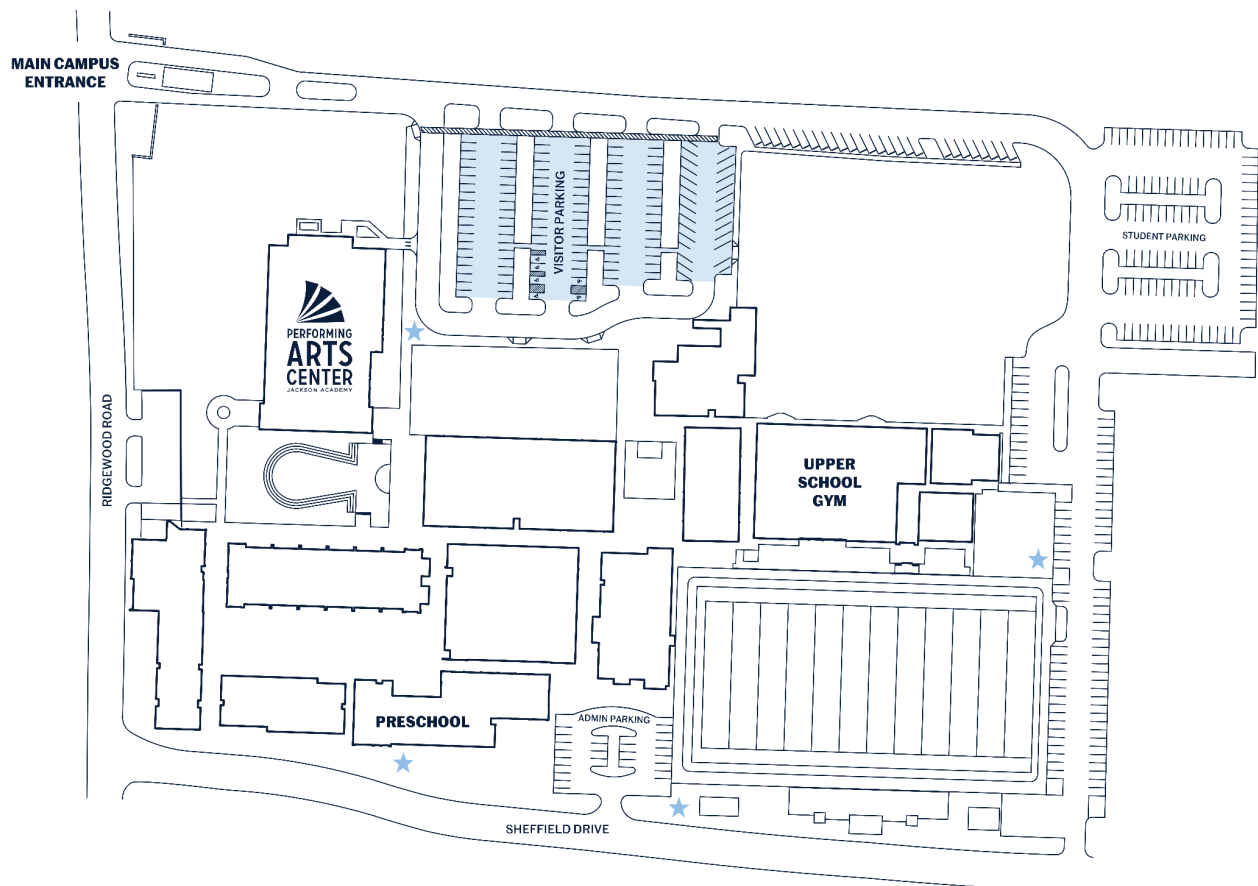 MAIN CAMPUS
ENTRANCE
VISITOR PARKING
STUDENT PARKING
PERFORMING
ARTS
CENTER
JACKSON ACADEMY
RIDGEWOOD ROAD
UPPER
SCHOOL
GYM
PRESCHOOL
ADMIN PARKING
SHEFFIELD DRIVE